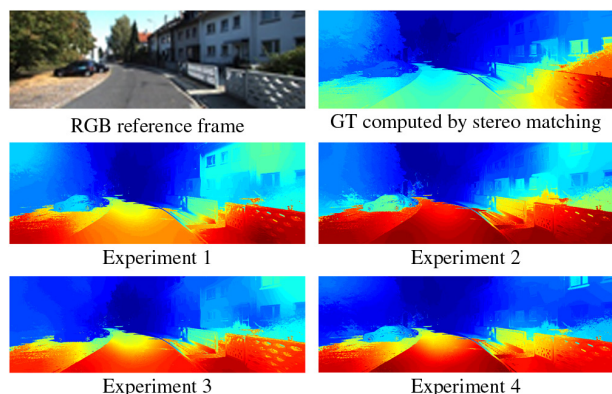 RGB reference frame
GT computed by stereo matching
Experiment 1
Experiment 2
Experiment 3
Experiment 4